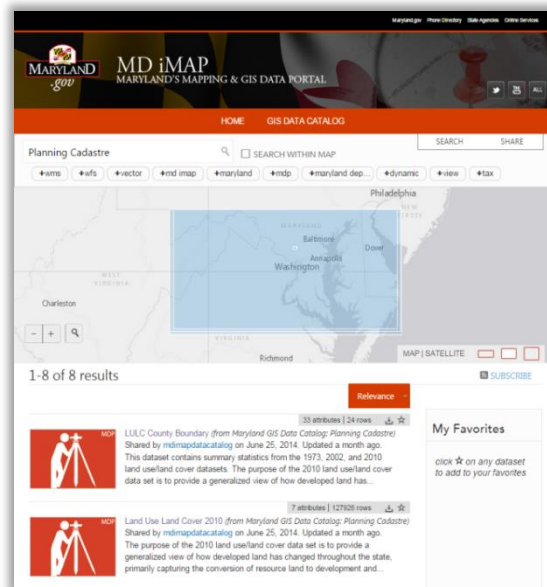 Maryland.gov Phone Directory State Agencies Online Services
MARYLAND
.gov
MD iMAP
MARYLAND'S MAPPING & GIS DATA PORTAL
ALL
HOME GIS DATA CATALOG
Planning Cadastre
SEARCH WITHIN MAP
SEARCH SHARE
+wms +wfs +vector +md imap +maryland +mdp +maryland dep... +dynamic +view +tax
Philadelphia
NEW
JERSEY
MARYLAND
Baltimore
Dover
Annapolis
Washington
WEST
VIRGINIA
Charleston
VIRGINIA
Richmond
- +
MAP | SATELLITE
1-8 of 8 results
SUBSCRIBE
Relevance
33 attributes | 24 rows
MDP
LULC County Boundary (from Maryland GIS Data Catalog: Planning Cadastre)
Shared by mdimapdatacatalog on June 25, 2014. Updated a month ago.
This dataset contains summary statistics from the 1973, 2002, and 2010
land use/land cover datasets. The purpose of the 2010 land use/land cover
data set is to provide a generalized view of how developed land has...
My Favorites
click ☆ on any dataset
to add to your favorites
7 attributes | 127926 rows
MDP
Land Use Land Cover 2010 (from Maryland GIS Data Catalog: Planning Cadastre)
Shared by mdimapdatacatalog on June 25, 2014. Updated a month ago.
The purpose of the 2010 land use/land cover data set is to provide a
generalized view of how developed land has changed throughout the state,
primarily capturing the conversion of resource land to development and...